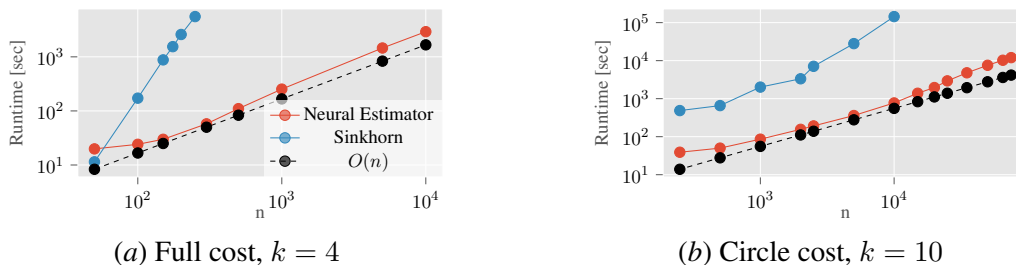 Runtime [sec]
10^3
10^2
10^1
10^2
10^3
10^4
n
Neural Estimator
Sinkhorn
O(n)
(a) Full cost, k = 4
Runtime [sec]
10^5
10^4
10^3
10^2
10^1
10^3
10^4
n
(b) Circle cost, k = 10